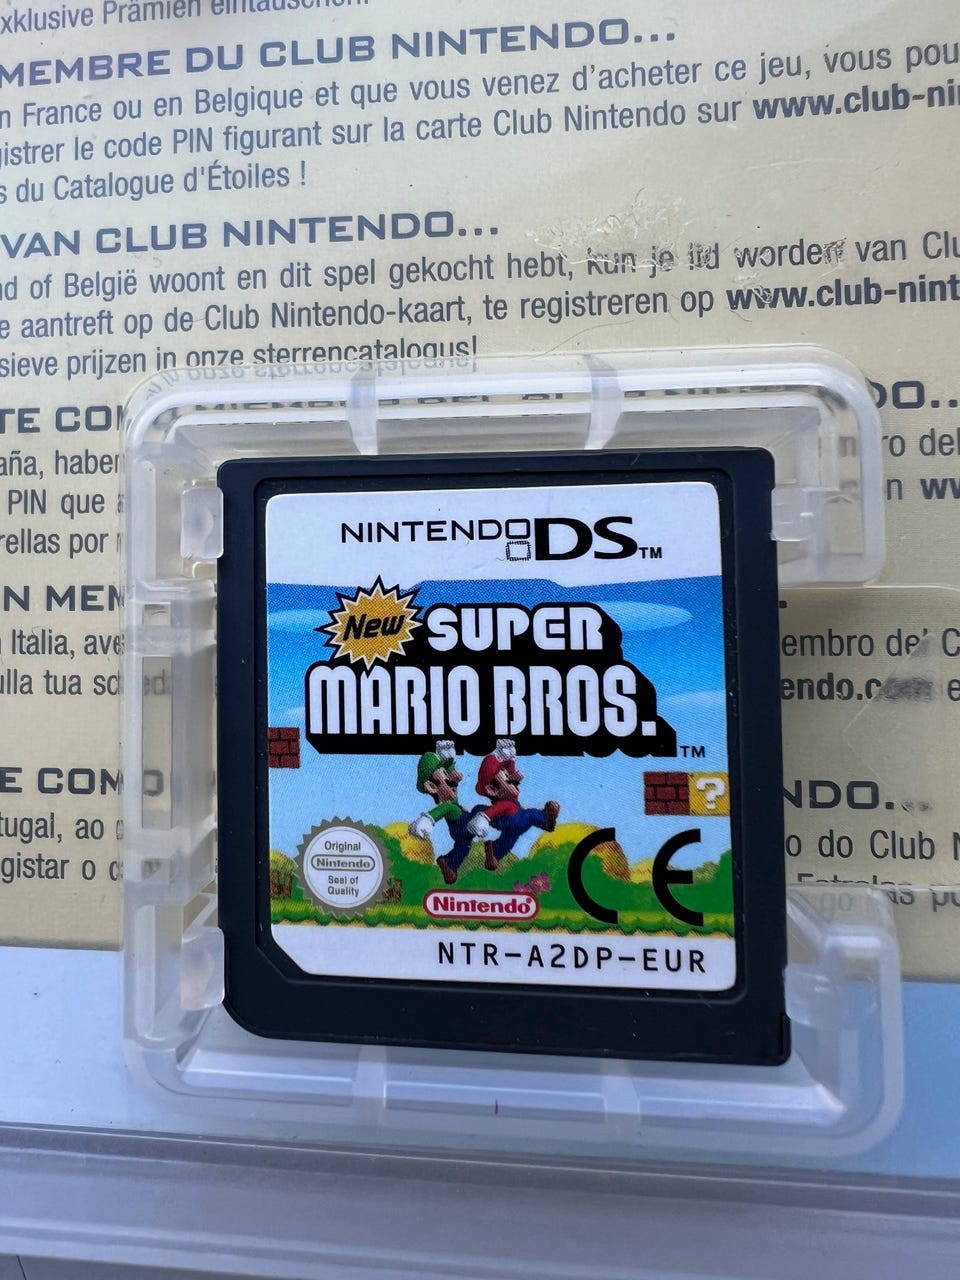 xklusive Prämien eintauschen.
MEMBRE DU CLUB NINTENDO...
n France ou en Belgique et que vous venez d'acheter ce jeu, vous pou
gistrer le code PIN figurant sur la carte Club Nintendo sur www.club-ni
s du Catalogue d'Étoiles !
VAN CLUB NINTENDO...
nd of België woont en dit spel gekocht hebt, kun je lid worden van Clu
e aantreft op de Club Nintendo-kaart, te registreren op www.club-nint
sieve prijzen in onze sterrencatalogus!
TE CO DO...
aña, haber ro del
PIN que n ww
rellas por
N MEM
Italia, ave embro de C
ulla tua sc endo.com e
E COM NDO...
tugal, ao o do Club N
gistar o c
NINTENDO DS™
New SUPER
MARIO BROS.™
?
Original
Nintendo
Seal of
Quality
Nintendo®
CE
NTR-A2DP-EUR